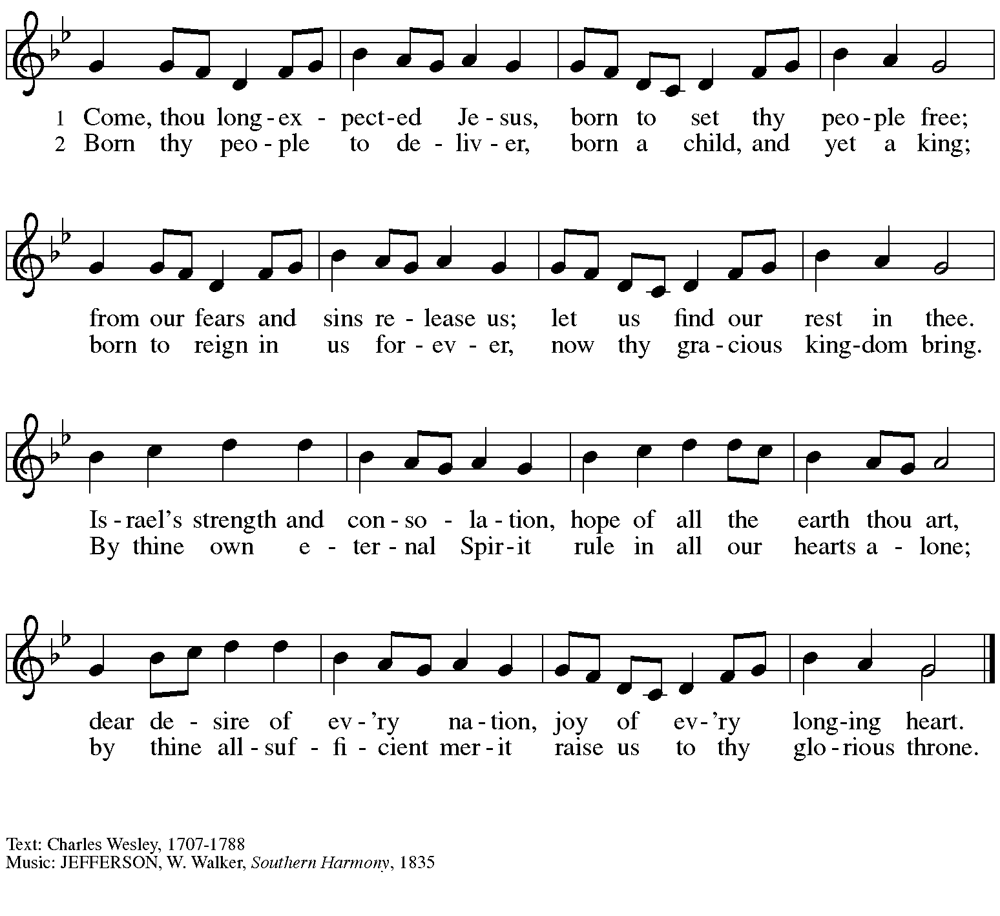 1 Come, thou long - ex - pect - ed Je - sus, born to set thy peo - ple free;
2 Born thy peo - ple to de - liv - er, born a child, and yet a king;
from our fears and sins re - lease us; let us find our rest in thee.
born to reign in us for - ev - er, now thy gra - cious king - dom bring.
Is - rael's strength and con - so - la - tion, hope of all the earth thou art,
By thine own e - ter - nal Spir - it rule in all our hearts a - lone;
dear de - sire of ev - 'ry na - tion, joy of ev - 'ry long - ing heart.
by thine all - suf - fi - cient mer - it raise us to thy glo - rious throne.
Text: Charles Wesley, 1707-1788
Music: JEFFERSON, W. Walker, Southern Harmony, 1835